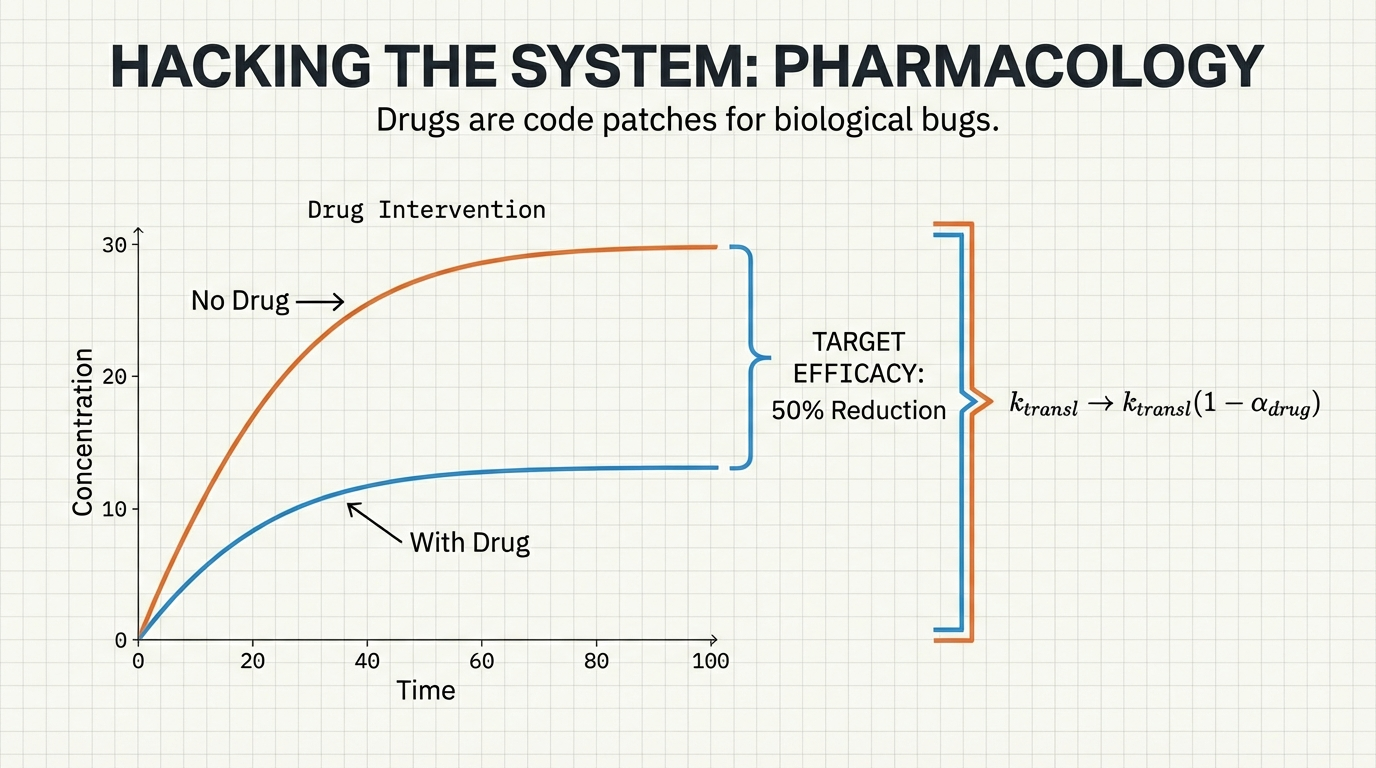 HACKING THE SYSTEM: PHARMACOLOGY
Drugs are code patches for biological bugs.
Drug Intervention
30
20
10
0
Concentration
No Drug
With Drug
0 20 40 60 80 100
Time
TARGET
EFFICACY:
50% Reduction
k_transl → k_transl(1 − α_drug)